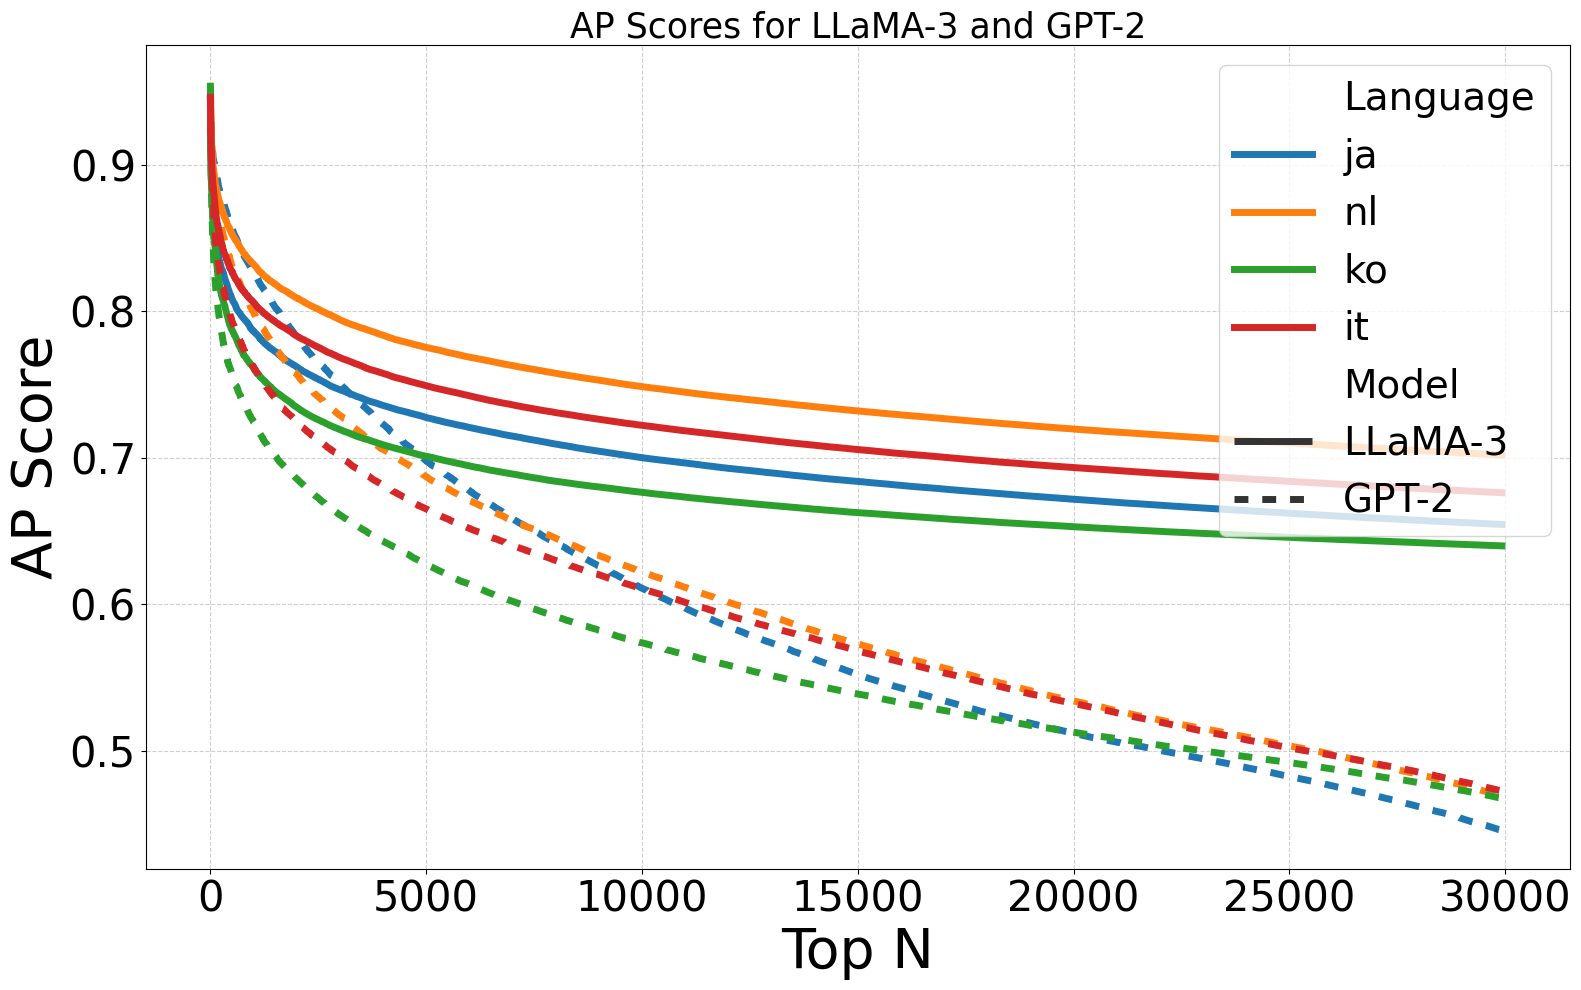 AP Scores for LLaMA-3 and GPT-2
AP Score
0.9
0.8
0.7
0.6
0.5
0
5000
10000
15000
20000
25000
30000
Top N
Language
ja
nl
ko
it
Model
LLaMA-3
GPT-2